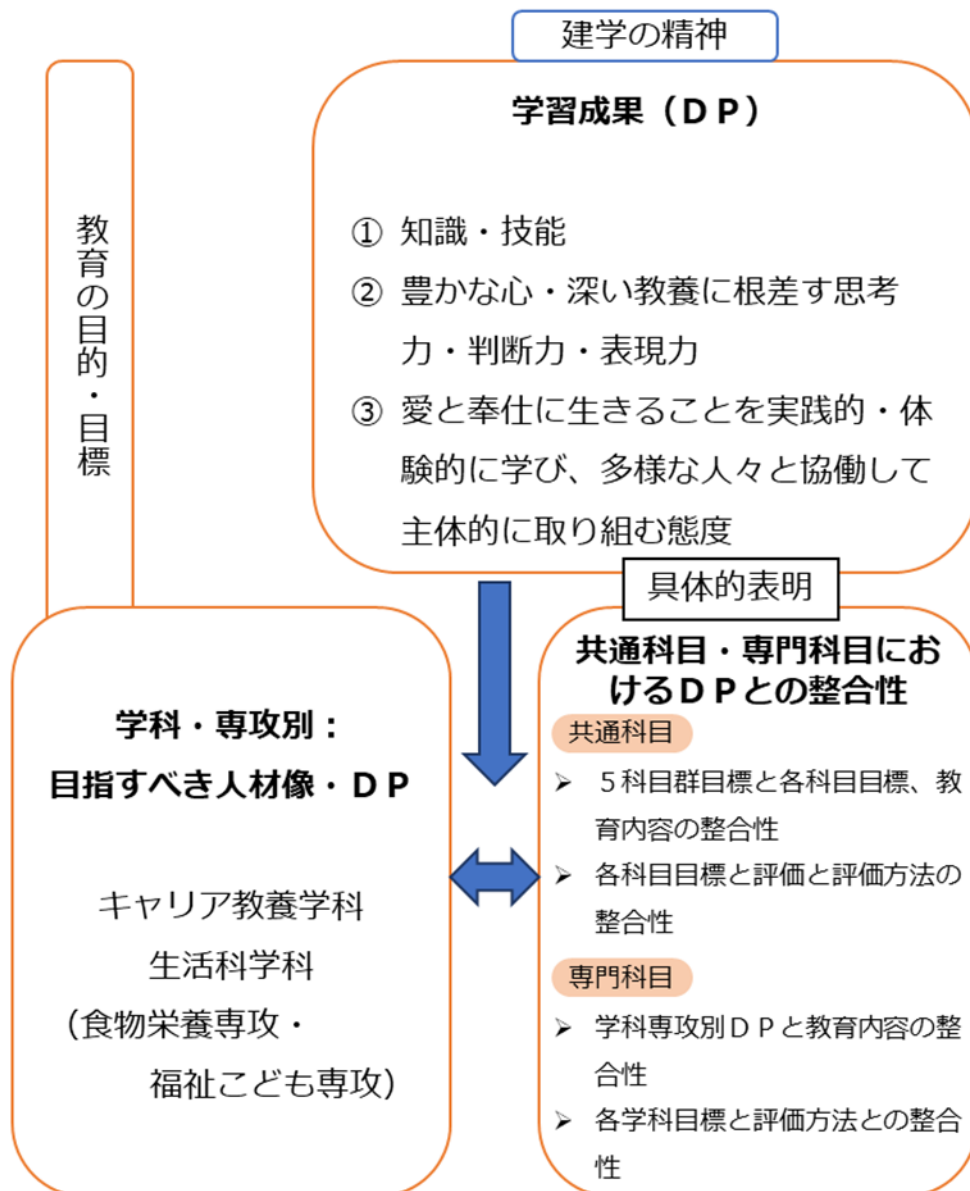 建学の精神
学習成果（ＤＰ）
① 知識・技能
② 豊かな心・深い教養に根差す思考
力・判断力・表現力
③ 愛と奉仕に生きることを実践的・体
験的に学び、多様な人々と協働して
主体的に取り組む態度
教育の目的・目標
具体的表明
学科・専攻別：
目指すべき人材像・ＤＰ
キャリア教養学科
生活科学科
（食物栄養専攻・
福祉こども専攻）
共通科目・専門科目にお
けるＤＰとの整合性
共通科目
➢ ５科目群目標と各科目目標、教
育内容の整合性
➢ 各科目目標と評価と評価方法の
整合性
専門科目
➢ 学科専攻別ＤＰと教育内容の整
合性
➢ 各学科目標と評価方法との整合
性